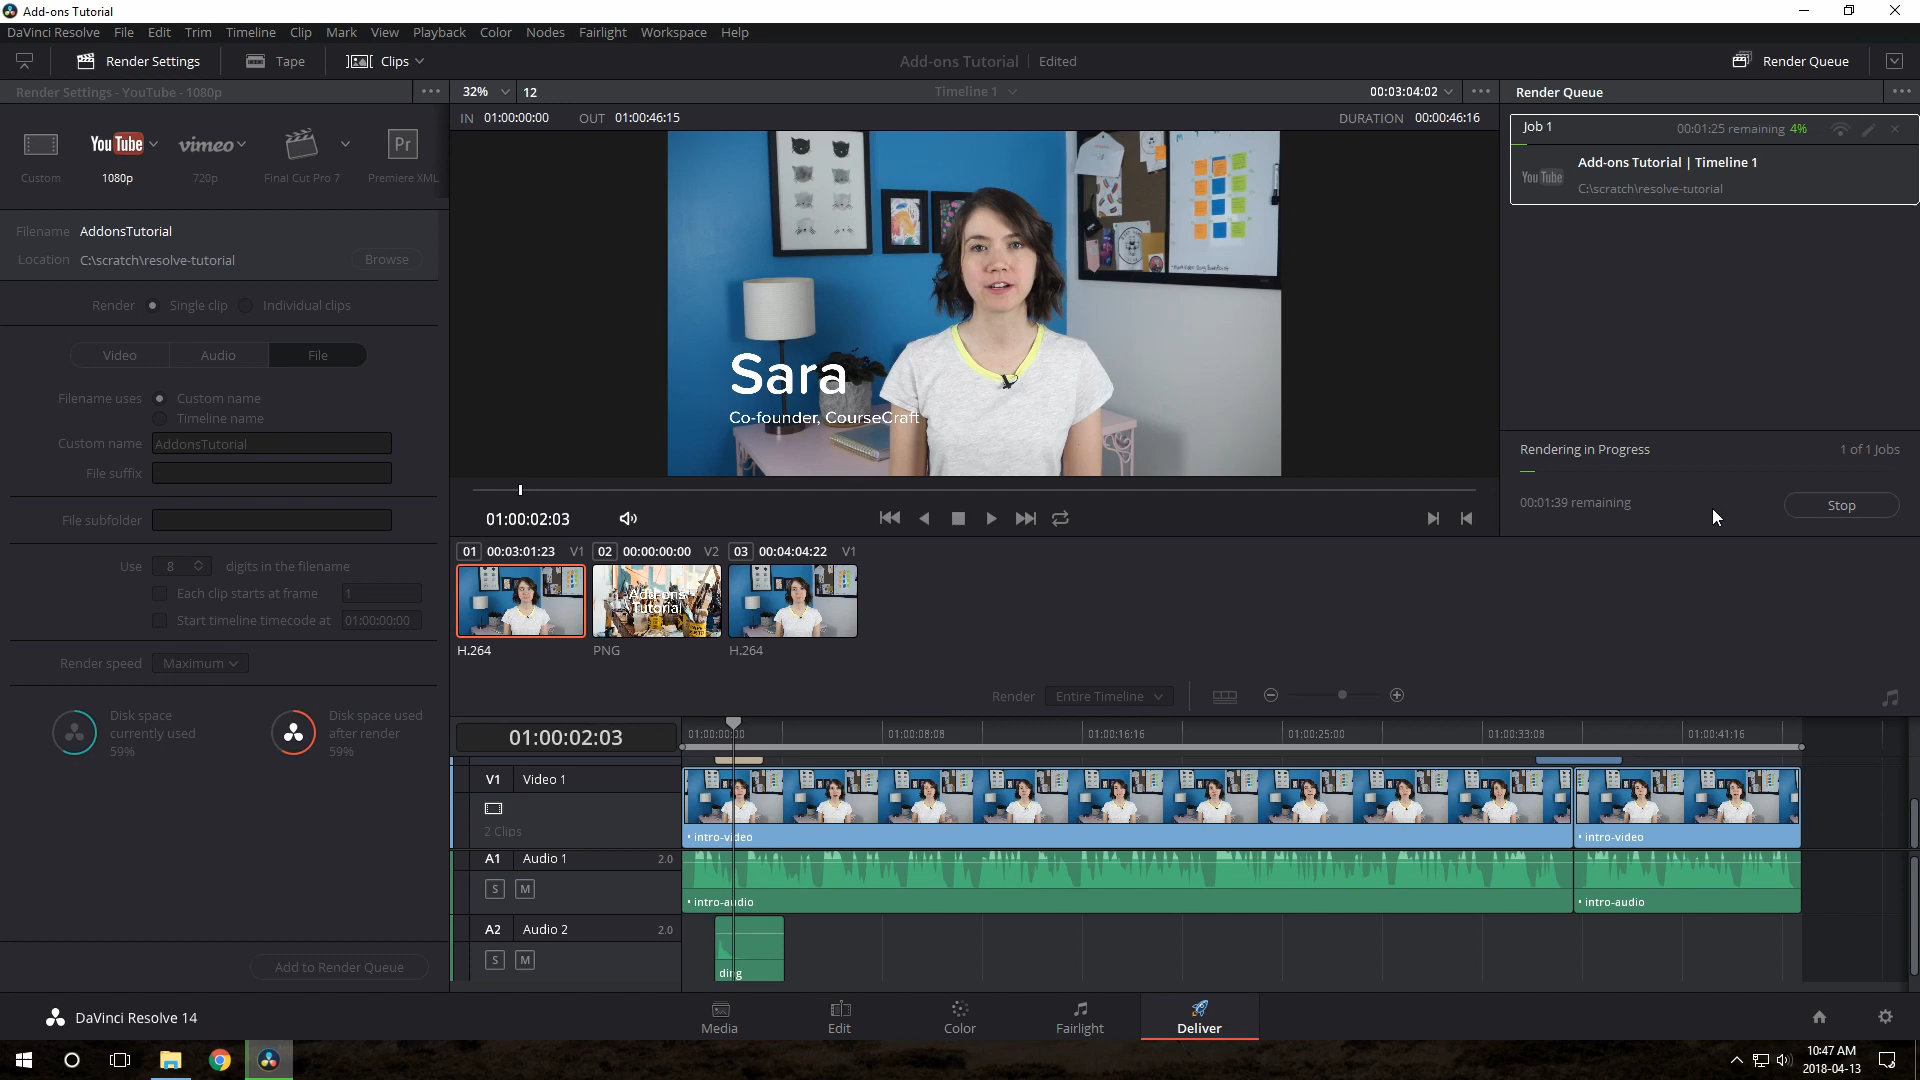 Add-ons Tutorial
DaVinci Resolve File Edit Trim Timeline Clip Mark View Playback Color Nodes Fairlight Workspace Help
Render Settings Tape Clips Add-ons Tutorial Edited Render Queue
Render Settings - YouTube - 1080p
32% 12 Timeline 1 00:03:04:02
Render Queue
IN 01:00:00:00 OUT 01:00:46:15 DURATION 00:00:46:16
YouTube vimeo Pr
Custom 1080p 720p Final Cut Pro 7 Premiere XML
Job 1 00:01:25 remaining 4%
Add-ons Tutorial | Timeline 1
You Tube
C:\scratch\resolve-tutorial
Filename AddonsTutorial
Location C:\scratch\resolve-tutorial Browse
Render Single clip Individual clips
Video Audio File
Filename uses Custom name
Timeline name
Custom name AddonsTutorial
File suffix
File subfolder
Use 8 digits in the filename
Each clip starts at frame 1
Start timeline timecode at 01:00:00:00
Render speed Maximum
Disk space currently used 59%
Disk space used after render 59%
Add to Render Queue
Sara
Co-founder, CourseCraft
01:00:02:03
Rendering in Progress 1 of 1 Jobs
00:01:39 remaining Stop
01 00:03:01:23 V1 02 00:00:00:00 V2 03 00:04:04:22 V1
Add-ons
Tutorial
H.264 PNG H.264
Render Entire Timeline
01:00:02:03
01:00:00:00 01:00:08:08 01:00:16:16 01:00:25:00 01:00:33:08 01:00:41:16
V1 Video 1
2 Clips
• intro-video • intro-video
A1 Audio 1 2.0
S M
• intro-audio • intro-audio
A2 Audio 2 2.0
S M
ding
DaVinci Resolve 14
Media Edit Color Fairlight Deliver
10:47 AM
2018-04-13